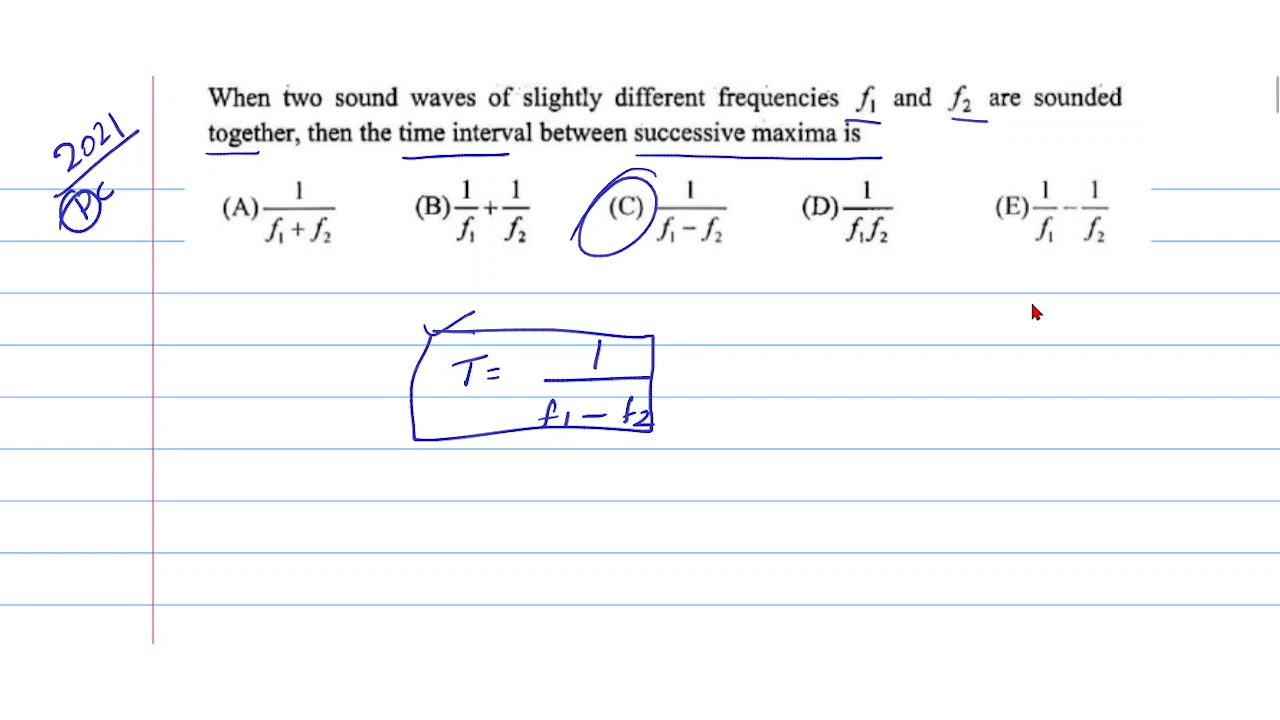 When two sound waves of slightly different frequencies f₁ and f₂ are sounded
together, then the time interval between successive maxima is
2021
PC
(A) 1/(f₁ + f₂) (B) 1/f₁ + 1/f₂ (C) 1/(f₁ − f₂) (D) 1/(f₁f₂) (E) 1/f₁ − 1/f₂
T = 1/(f₁ − f₂)